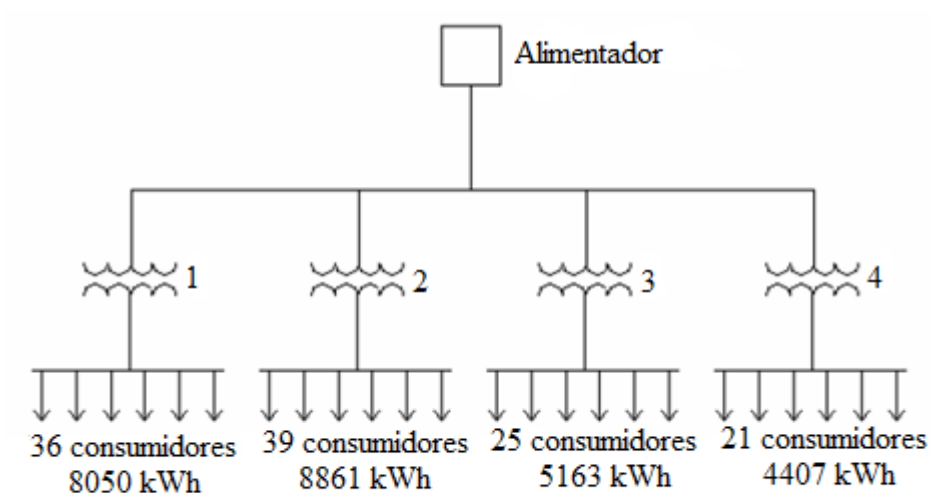 Alimentador
1
2
3
4
36 consumidores
8050 kWh
39 consumidores
8861 kWh
25 consumidores
5163 kWh
21 consumidores
4407 kWh